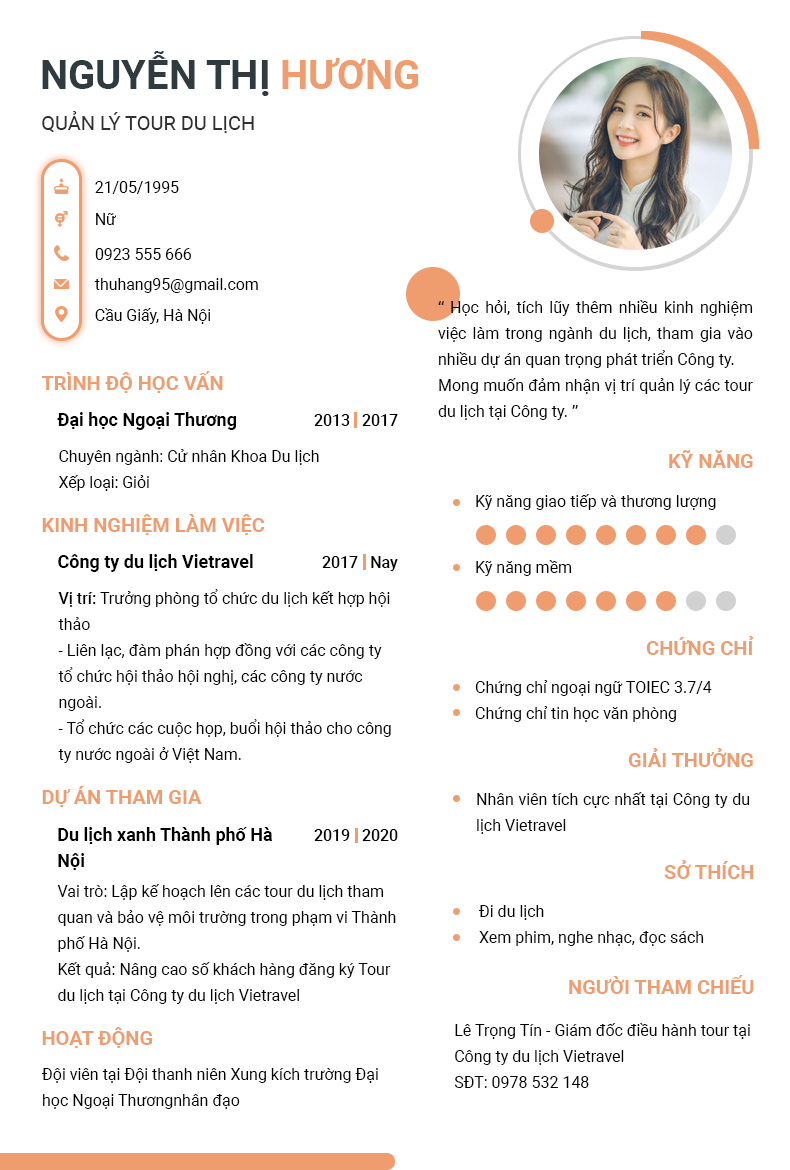 NGUYỄN THỊ HƯƠNG
QUẢN LÝ TOUR DU LỊCH
21/05/1995
Nữ
0923 555 666
thuhang95@gmail.com
Cầu Giấy, Hà Nội
TRÌNH ĐỘ HỌC VẤN
Đại học Ngoại Thương 2013 | 2017
Chuyên ngành: Cử nhân Khoa Du lịch
Xếp loại: Giỏi
KINH NGHIỆM LÀM VIỆC
Công ty du lịch Vietravel 2017 | Nay
Vị trí: Trưởng phòng tổ chức du lịch kết hợp hội
thảo
- Liên lạc, đàm phán hợp đồng với các công ty
tổ chức hội thảo hội nghị, các công ty nước
ngoài.
- Tổ chức các cuộc họp, buổi hội thảo cho công
ty nước ngoài ở Việt Nam.
DỰ ÁN THAM GIA
Du lịch xanh Thành phố Hà 2019 | 2020
Nội
Vai trò: Lập kế hoạch lên các tour du lịch tham
quan và bảo vệ môi trường trong phạm vi Thành
phố Hà Nội.
Kết quả: Nâng cao số khách hàng đăng ký Tour
du lịch tại Công ty du lịch Vietravel
HOẠT ĐỘNG
Đội viên tại Đội thanh niên Xung kích trường Đại
học Ngoại Thươngnhân đạo
“ Học hỏi, tích lũy thêm nhiều kinh nghiệm
việc làm trong ngành du lịch, tham gia vào
nhiều dự án quan trọng phát triển Công ty.
Mong muốn đảm nhận vị trí quản lý các tour
du lịch tại Công ty. ”
KỸ NĂNG
Kỹ năng giao tiếp và thương lượng
Kỹ năng mềm
CHỨNG CHỈ
Chứng chỉ ngoại ngữ TOIEC 3.7/4
Chứng chỉ tin học văn phòng
GIẢI THƯỞNG
Nhân viên tích cực nhất tại Công ty du
lịch Vietravel
SỞ THÍCH
Đi du lịch
Xem phim, nghe nhạc, đọc sách
NGƯỜI THAM CHIẾU
Lê Trọng Tín - Giám đốc điều hành tour tại
Công ty du lịch Vietravel
SĐT: 0978 532 148